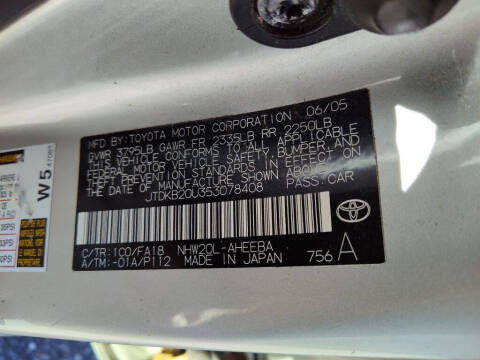 MFD.BY:TOYOTA MOTOR CORPORATION 06/05
GVWR 3795LB GAWR FR 2335LB RR 2250LB
THIS VEHICLE CONFORMS TO ALL APPLICABLE
FEDERAL MOTOR VEHICLE SAFETY, BUMPER,
AND THEFT PREVENTION STANDARDS IN EFFECT ON
THE DATE OF MANUFACTURE SHOWN ABOVE.
JTDKB20U353078408 PASS.CAR
C/TR:1C0/FA18 NHW20L-AHEEBA
A/TM:-01A/P112 MADE IN JAPAN 756 A
W5
35PSI